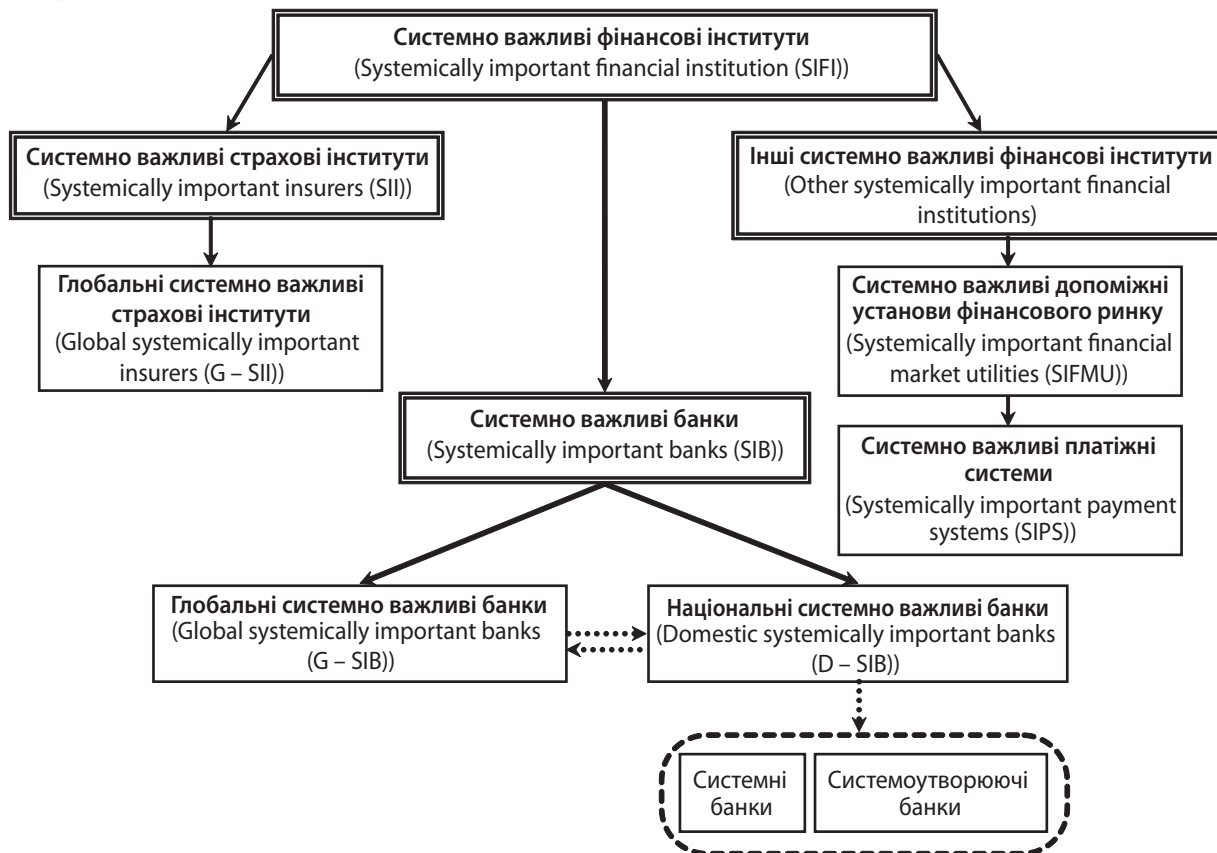 Системно важливі фінансові інститути
(Systemically important financial institution (SIFI))
Системно важливі страхові інститути
(Systemically important insurers (SII))
Інші системно важливі фінансові інститути
(Other systemically important financial
institutions)
Глобальні системно важливі
страхові інститути
(Global systemically important
insurers (G – SII))
Системно важливі допоміжні
установи фінансового ринку
(Systemically important financial
market utilities (SIFMU))
Системно важливі банки
(Systemically important banks (SIB))
Системно важливі платіжні
системи
(Systemically important payment
systems (SIPS))
Глобальні системно важливі банки
(Global systemically important banks
(G – SIB))
Національні системно важливі банки
(Domestic systemically important banks
(D – SIB))
Системні
банки
Системоутворюючі
банки